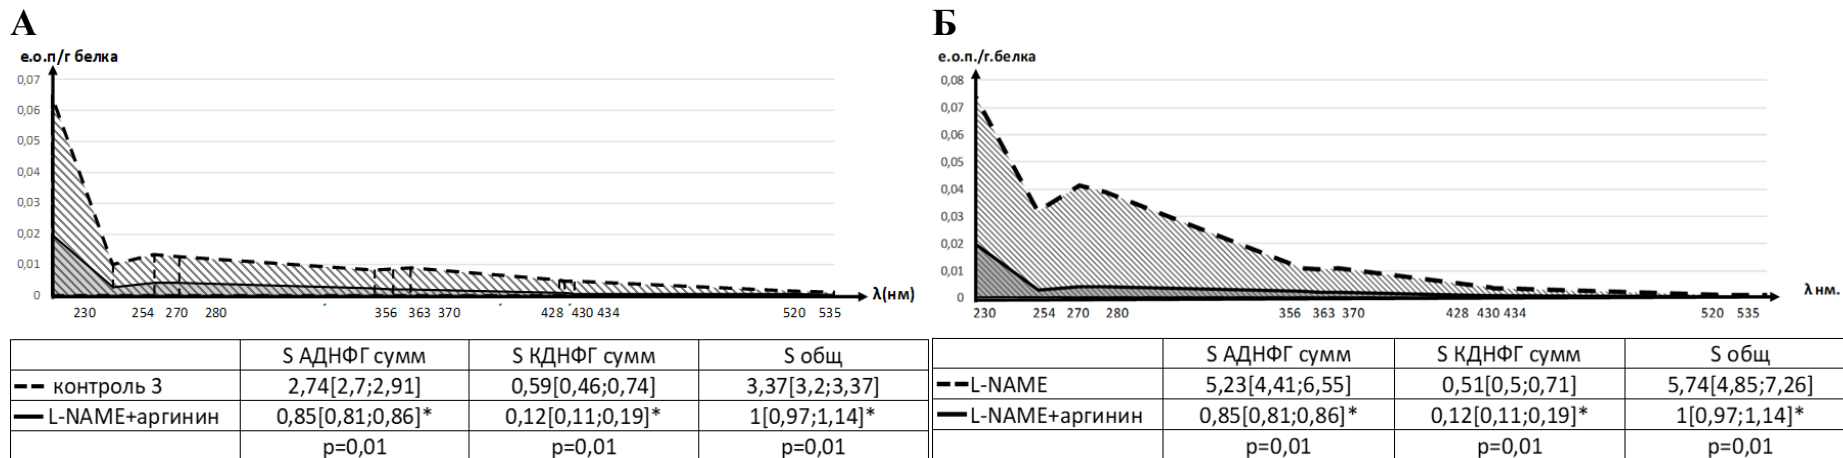 А
е.о.п/г белка
0,07
0,06
0,05
0,04
0,03
0,02
0,01
0
λ(нм)
230 254 270 280 356 363 370 428 430 434 520 535
S АДНФГ сумм S КДНФГ сумм S общ
контроль 3 2,74[2,7;2,91] 0,59[0,46;0,74] 3,37[3,2;3,37]
L-NAME+аргинин 0,85[0,81;0,86]* 0,12[0,11;0,19]* 1[0,97;1,14]*
p=0,01 p=0,01 p=0,01
Б
е.о.п./г.белка
0,08
0,07
0,06
0,05
0,04
0,03
0,02
0,01
0
λ нм.
230 254 270 280 356 363 370 428 430 434 520 535
S АДНФГ сумм S КДНФГ сумм S общ
L-NAME 5,23[4,41;6,55] 0,51[0,5;0,71] 5,74[4,85;7,26]
L-NAME+аргинин 0,85[0,81;0,86]* 0,12[0,11;0,19]* 1[0,97;1,14]*
p=0,01 p=0,01 p=0,01